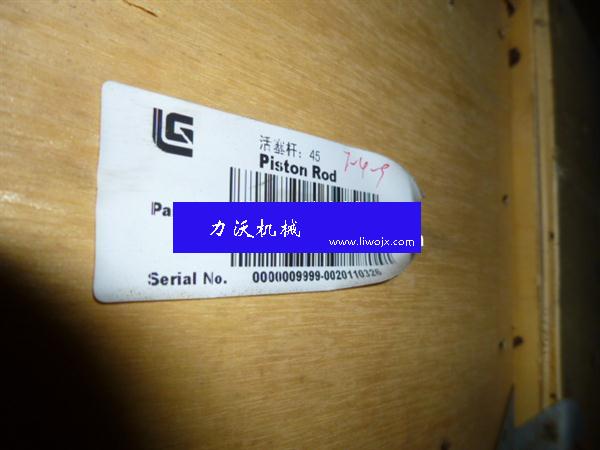 LG
活塞杆：45
Piston Rod
7-6-9
Pa
力沃机械
www.liwojx.com
Serial No. 0000009999-0020110326